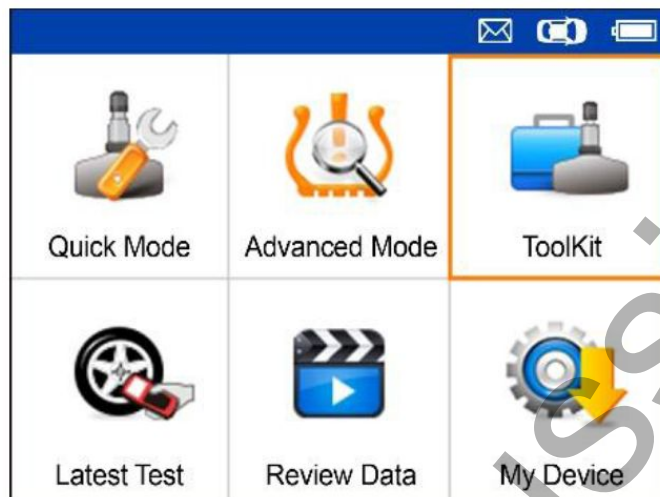 Quick Mode
Advanced Mode
ToolKit
Latest Test
Review Data
My Device